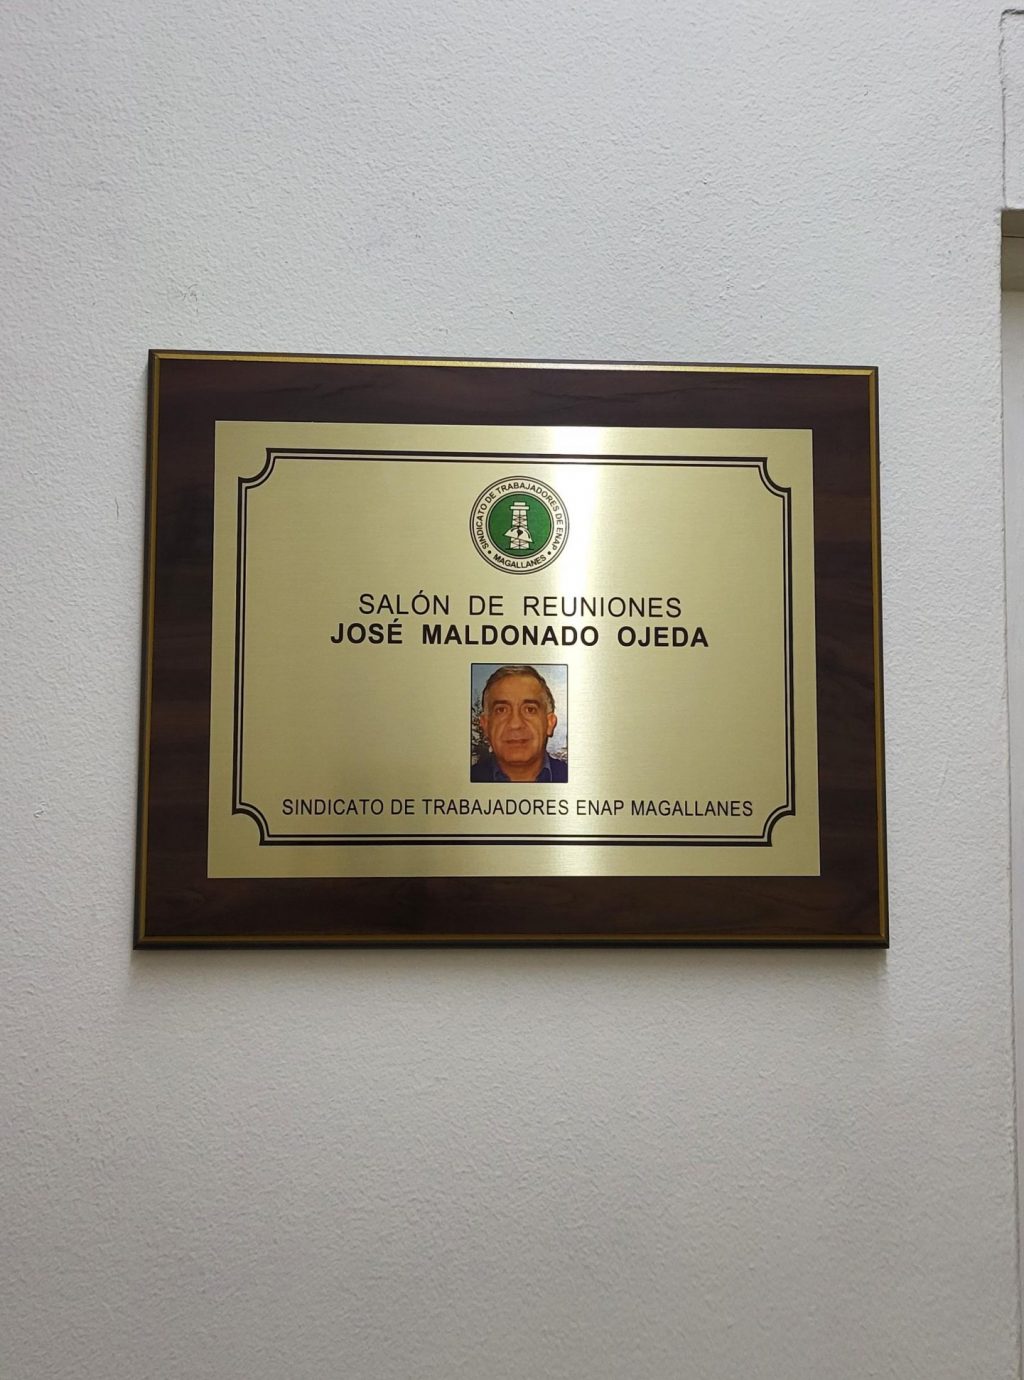 SINDICATO DE TRABAJADORES DE ENAP
• MAGALLANES •
SALÓN DE REUNIONES
JOSÉ MALDONADO OJEDA
SINDICATO DE TRABAJADORES ENAP MAGALLANES